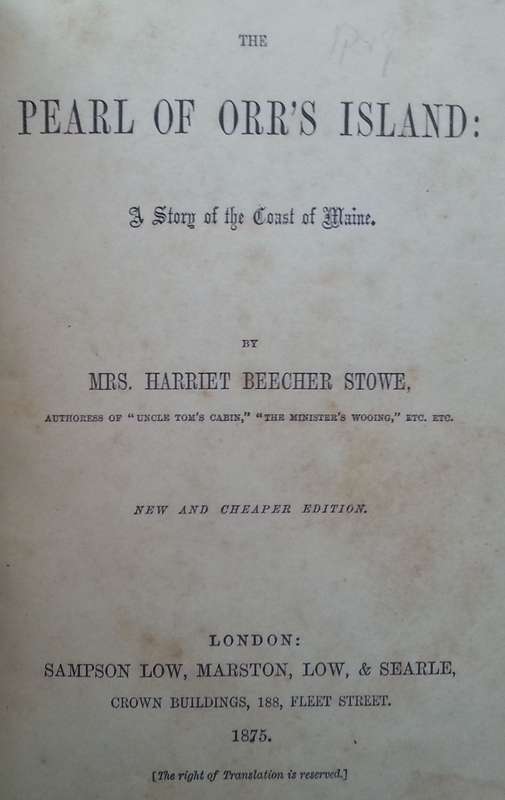 THE
PEARL OF ORR'S ISLAND:
A Story of the Coast of Maine.
BY
MRS. HARRIET BEECHER STOWE,
AUTHORESS OF "UNCLE TOM'S CABIN," "THE MINISTER'S WOOING," ETC. ETC.
NEW AND CHEAPER EDITION.
LONDON:
SAMPSON LOW, MARSTON, LOW, & SEARLE,
CROWN BUILDINGS, 188, FLEET STREET.
1875.
[The right of Translation is reserved.]